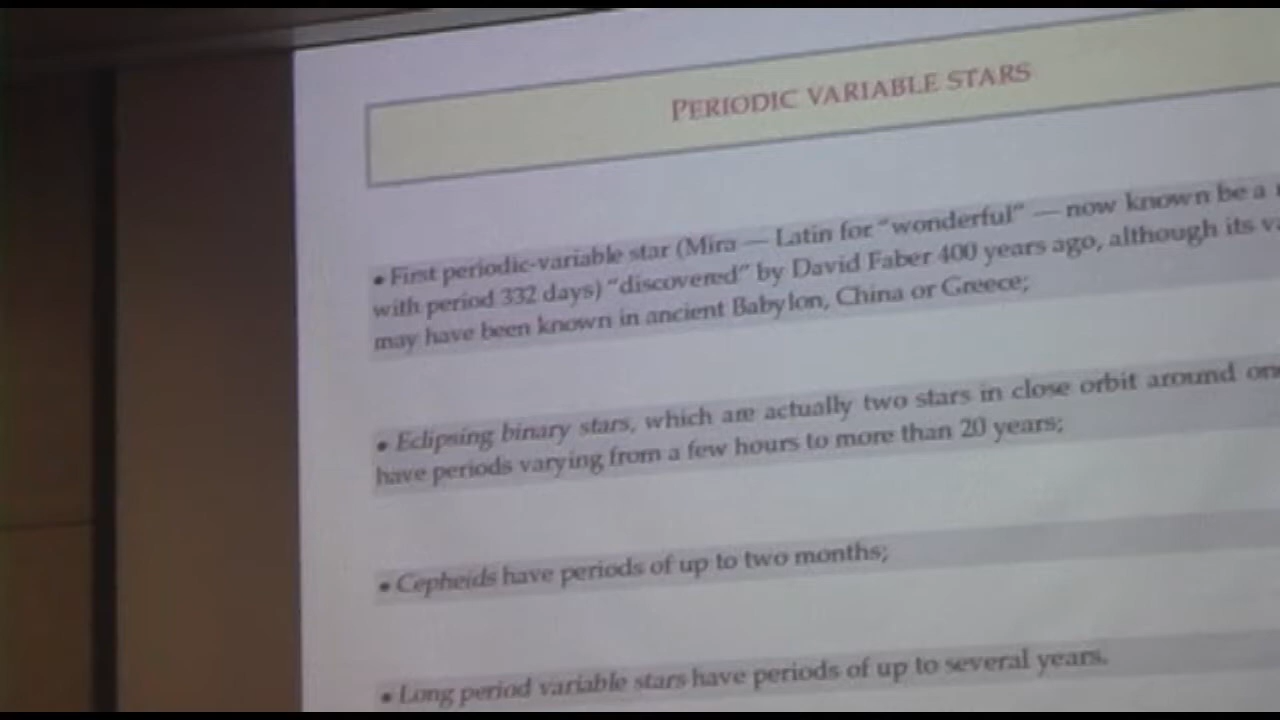 PERIODIC VARIABLE STARS
• First periodic-variable star (Mira — Latin for "wonderful" — now known be a
with period 332 days) "discovered" by David Faber 400 years ago, although its
may have been known in ancient Babylon, China or Greece;
• Eclipsing binary stars, which are actually two stars in close orbit around
have periods varying from a few hours to more than 20 years;
• Cepheids have periods of up to two months;
• Long period variable stars have periods of up to several years.